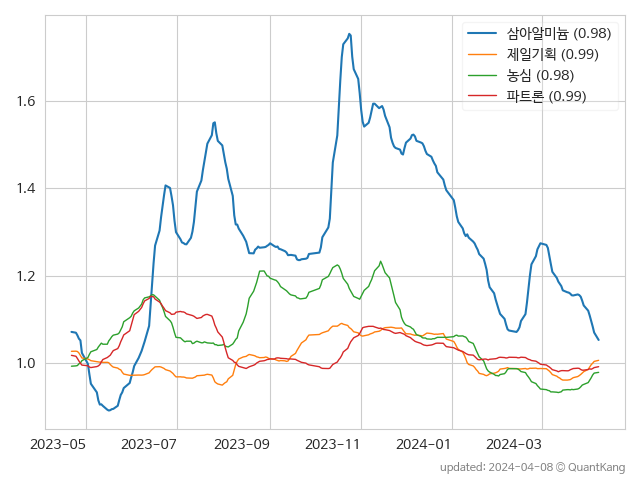 삼아알미늄 (0.98)
제일기획 (0.99)
농심 (0.98)
파트론 (0.99)
1.6
1.4
1.2
1.0
2023-05 2023-07 2023-09 2023-11 2024-01 2024-03
updated: 2024-04-08 © QuantKang